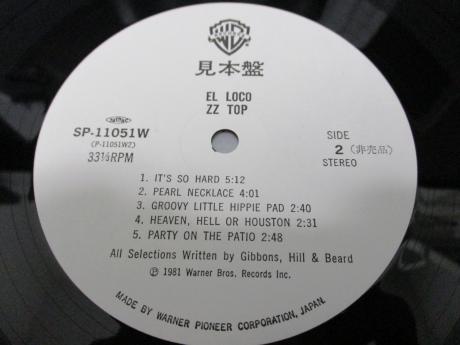 見本盤
EL LOCO
ZZ TOP
SP-11051W
(P-11051W2)
33⅓RPM
SIDE
2 (非売品)
STEREO
1. IT'S SO HARD 5:12
2. PEARL NECKLACE 4:01
3. GROOVY LITTLE HIPPIE PAD 2:40
4. HEAVEN, HELL OR HOUSTON 2:31
5. PARTY ON THE PATIO 2:48
All Selections Written by Gibbons, Hill & Beard
℗ 1981 Warner Bros. Records Inc.
MADE BY WARNER PIONEER CORPORATION, JAPAN.